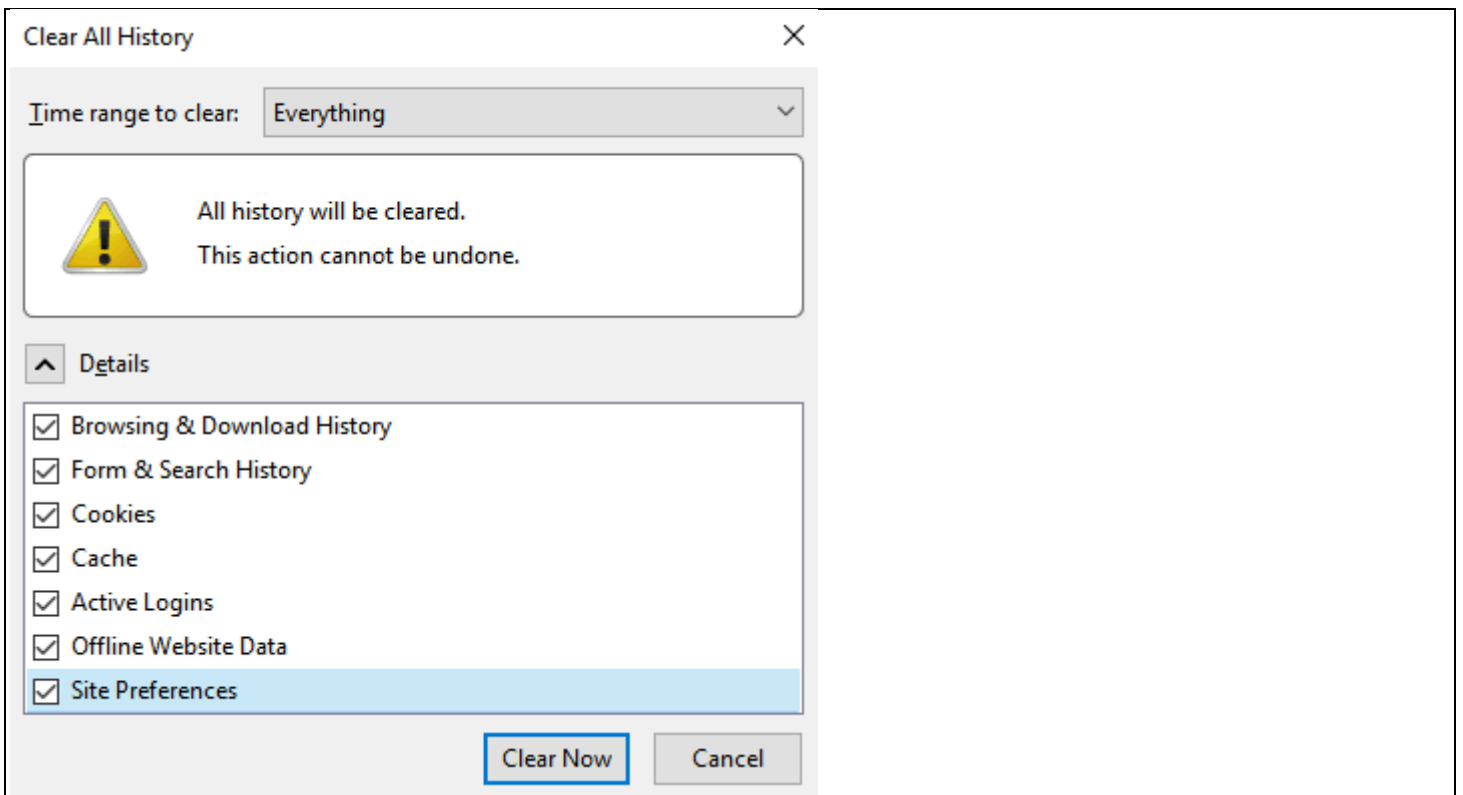 Clear All History
Time range to clear: Everything
All history will be cleared.
This action cannot be undone.
Details
Browsing & Download History
Form & Search History
Cookies
Cache
Active Logins
Offline Website Data
Site Preferences
Clear Now Cancel